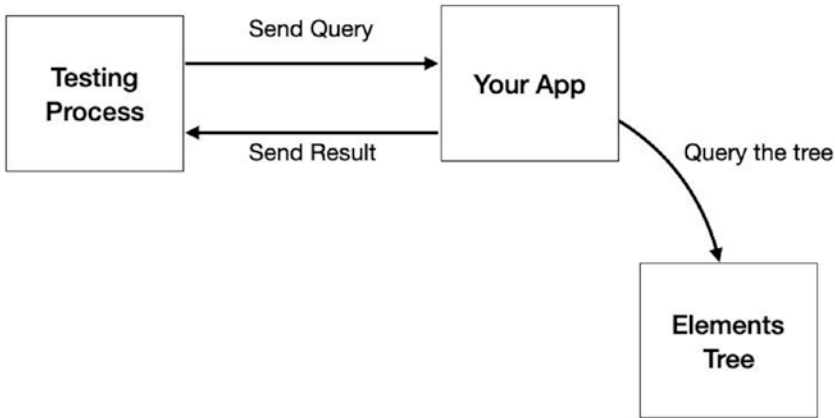 Send Query
Testing
Process
Your App
Send Result
Query the tree
Elements
Tree